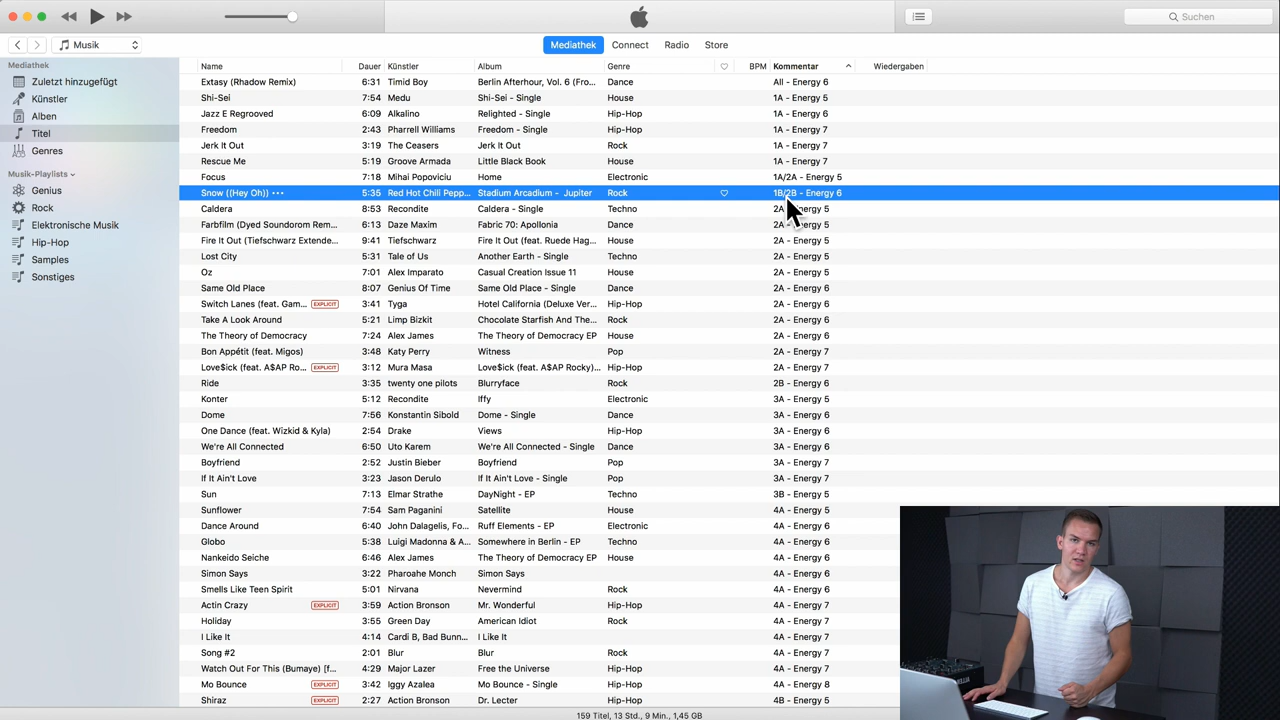 Suchen
Musik
Mediathek Connect Radio Store
Mediathek
Zuletzt hinzugefügt
Künstler
Alben
Titel
Genres
Musik-Playlists
Genius
Rock
Elektronische Musik
Hip-Hop
Samples
Sonstiges
Name Dauer Künstler Album Genre BPM Kommentar Wiedergaben
Extasy (Rhadow Remix) 6:31 Timid Boy Berlin Afterhour, Vol. 6 (Fro... Dance All - Energy 6
Shi-Sei 7:54 Medu Shi-Sei - Single House 1A - Energy 5
Jazz E Regrooved 6:09 Alkalino Relighted - Single Hip-Hop 1A - Energy 6
Freedom 2:43 Pharrell Williams Freedom - Single Hip-Hop 1A - Energy 7
Jerk It Out 3:19 The Ceasers Jerk It Out Rock 1A - Energy 7
Rescue Me 5:19 Groove Armada Little Black Book House 1A - Energy 7
Focus 7:18 Mihai Popoviciu Home Electronic 1A/2A - Energy 5
Snow ((Hey Oh)) ••• 5:35 Red Hot Chili Pepp... Stadium Arcadium - Jupiter Rock 1B/2B - Energy 6
Caldera 8:53 Recondite Caldera - Single Techno 2A - Energy 5
Farbfilm (Dyed Soundorom Rem... 6:13 Daze Maxim Fabric 70: Apollonia Dance 2A - Energy 5
Fire It Out (Tiefschwarz Extende... 9:41 Tiefschwarz Fire It Out (feat. Ruede Hag... House 2A - Energy 5
Lost City 5:31 Tale of Us Another Earth - Single Techno 2A - Energy 5
Oz 7:01 Alex Imparato Casual Creation Issue 11 House 2A - Energy 5
Same Old Place 8:07 Genius Of Time Same Old Place - Single Dance 2A - Energy 5
Switch Lanes (feat. Gam... EXPLICIT 3:41 Tyga Hotel California (Deluxe Ver... Hip-Hop 2A - Energy 6
Take A Look Around 5:21 Limp Bizkit Chocolate Starfish And The... Rock 2A - Energy 6
The Theory of Democracy 7:24 Alex James The Theory of Democracy EP House 2A - Energy 6
Bon Appétit (feat. Migos) 3:48 Katy Perry Witness Pop 2A - Energy 7
Love$ick (feat. A$AP Ro... EXPLICIT 3:12 Mura Masa Love$ick (feat. A$AP Rocky)... Hip-Hop 2A - Energy 7
Ride 3:35 twenty one pilots Blurryface Rock 2B - Energy 6
Konter 5:12 Recondite Iffy Electronic 3A - Energy 5
Dome 7:56 Konstantin Sibold Dome - Single Dance 3A - Energy 6
One Dance (feat. Wizkid & Kyla) 2:54 Drake Views Hip-Hop 3A - Energy 6
We're All Connected 6:50 Uto Karem We're All Connected - Single Dance 3A - Energy 6
Boyfriend 2:52 Justin Bieber Boyfriend Pop 3A - Energy 7
If It Ain't Love 3:23 Jason Derulo If It Ain't Love - Single Pop 3A - Energy 7
Sun 7:13 Elmar Strathe DayNight - EP Techno 3B - Energy 5
Sunflower 7:54 Sam Paganini Satellite House 4A - Energy 5
Dance Around 6:40 John Dalagelis, Fo... Ruff Elements - EP Electronic 4A - Energy 6
Globo 5:38 Luigi Madonna & A... Somewhere in Berlin - EP Techno 4A - Energy 6
Nankeido Seiche 6:46 Alex James The Theory of Democracy EP House 4A - Energy 6
Simon Says 3:22 Pharoahe Monch Simon Says 4A - Energy 6
Smells Like Teen Spirit 5:01 Nirvana Nevermind Rock 4A - Energy 6
Actin Crazy EXPLICIT 3:59 Action Bronson Mr. Wonderful Hip-Hop 4A - Energy 7
Holiday 3:55 Green Day American Idiot Rock 4A - Energy 7
I Like It 4:14 Cardi B, Bad Bunn... I Like It 4A - Energy 7
Song #2 2:01 Blur Blur Rock 4A - Energy 7
Watch Out For This (Bumaye) [f... 4:29 Major Lazer Free the Universe Hip-Hop 4A - Energy 7
Mo Bounce EXPLICIT 3:42 Iggy Azalea Mo Bounce - Single Hip-Hop 4A - Energy 8
Shiraz EXPLICIT 2:27 Action Bronson Dr. Lecter Hip-Hop 4B - Energy 5
159 Titel, 13 Std., 9 Min., 1,45 GB